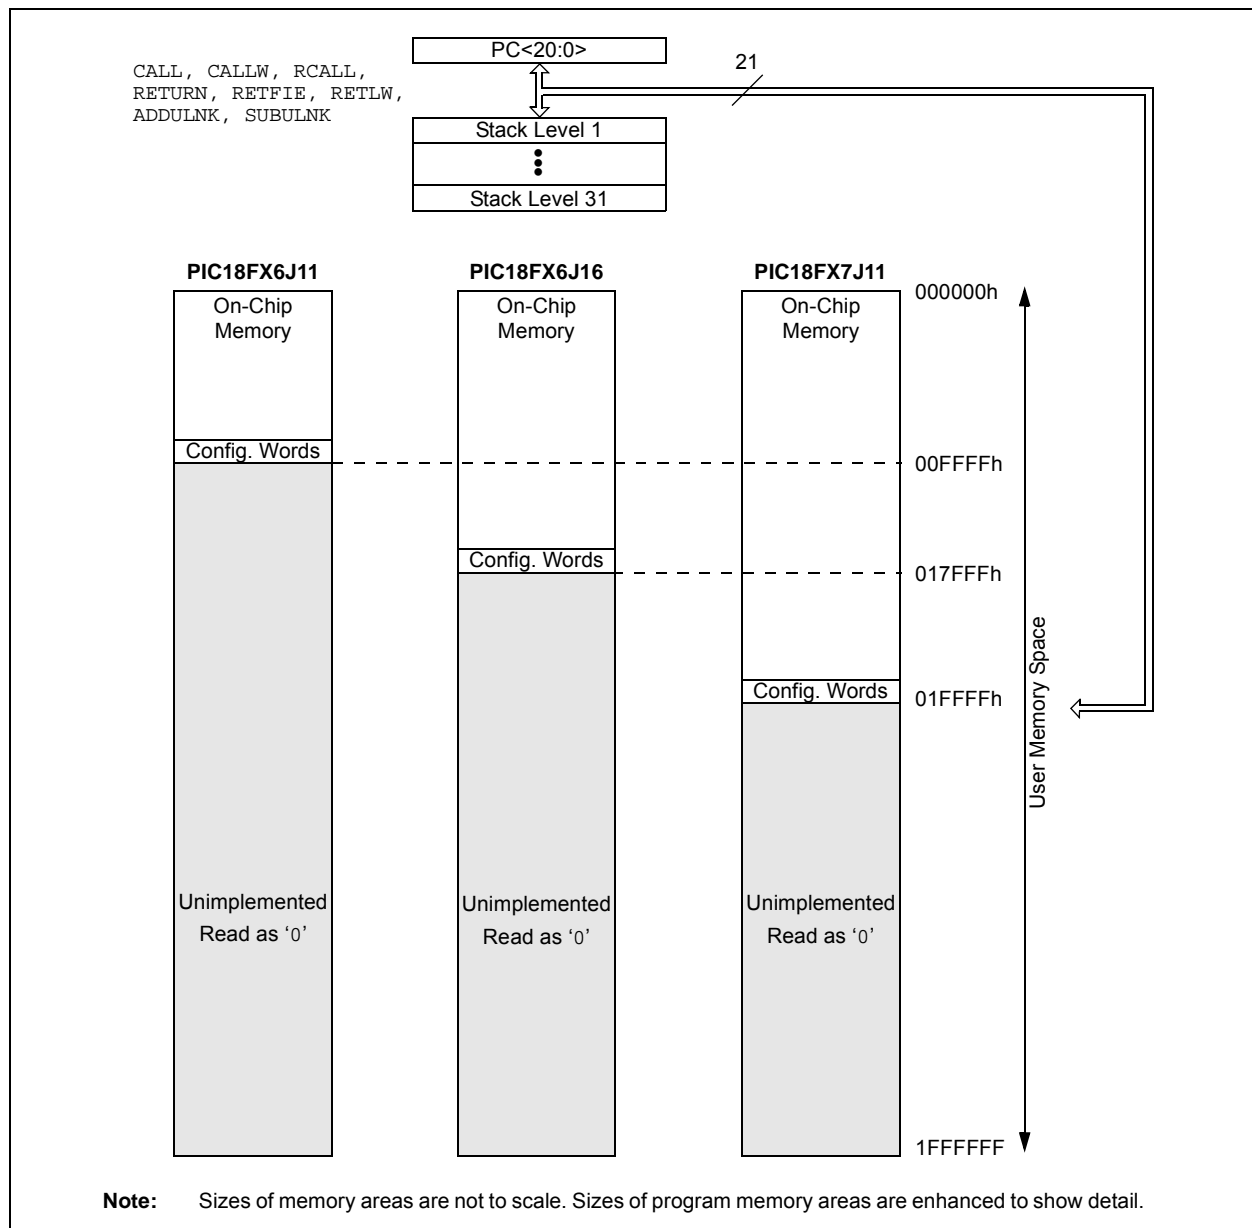 PC<20:0>
21
CALL, CALLW, RCALL,
RETURN, RETFIE, RETLW,
ADDULNK, SUBULNK
Stack Level 1
Stack Level 31
PIC18FX6J11
PIC18FX6J16
PIC18FX7J11
On-Chip
Memory
On-Chip
Memory
On-Chip
Memory
000000h
Config. Words
00FFFFh
Config. Words
017FFFh
Config. Words
01FFFFh
User Memory Space
Unimplemented
Read as ‘0’
Unimplemented
Read as ‘0’
Unimplemented
Read as ‘0’
1FFFFFF
Note: Sizes of memory areas are not to scale. Sizes of program memory areas are enhanced to show detail.